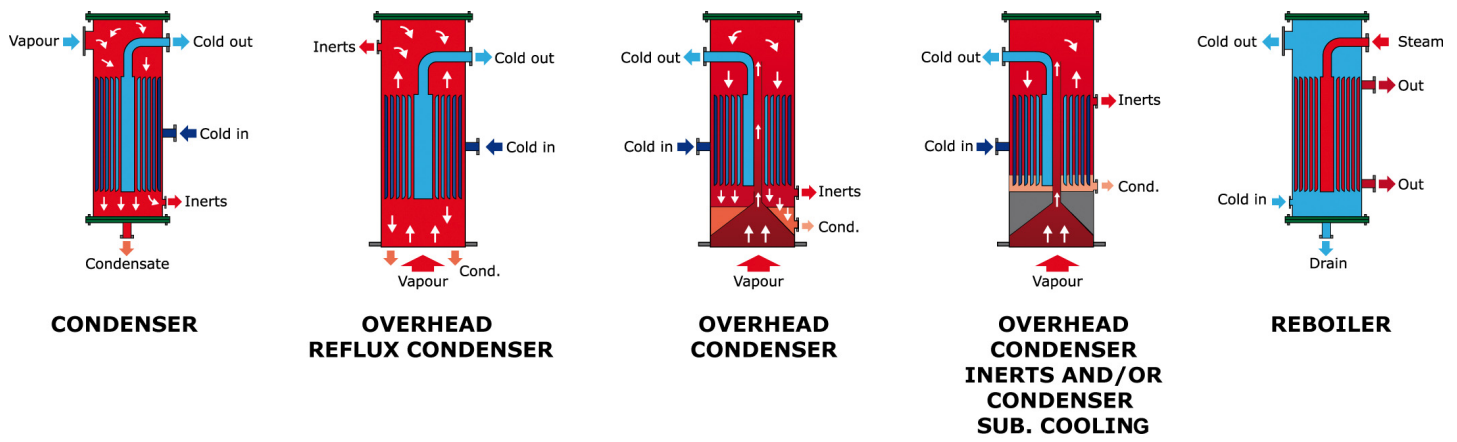 Vapour
Cold out
Cold in
Inerts
Condensate
CONDENSER
Inerts
Cold out
Cold in
Cond.
Vapour
OVERHEAD
REFLUX CONDENSER
Cold out
Cold in
Inerts
Cond.
Vapour
OVERHEAD
CONDENSER
Cold out
Inerts
Cold in
Cond.
Vapour
OVERHEAD
CONDENSER
INERTS AND/OR
CONDENSER
SUB. COOLING
Cold out
Steam
Out
Out
Cold in
Drain
REBOILER